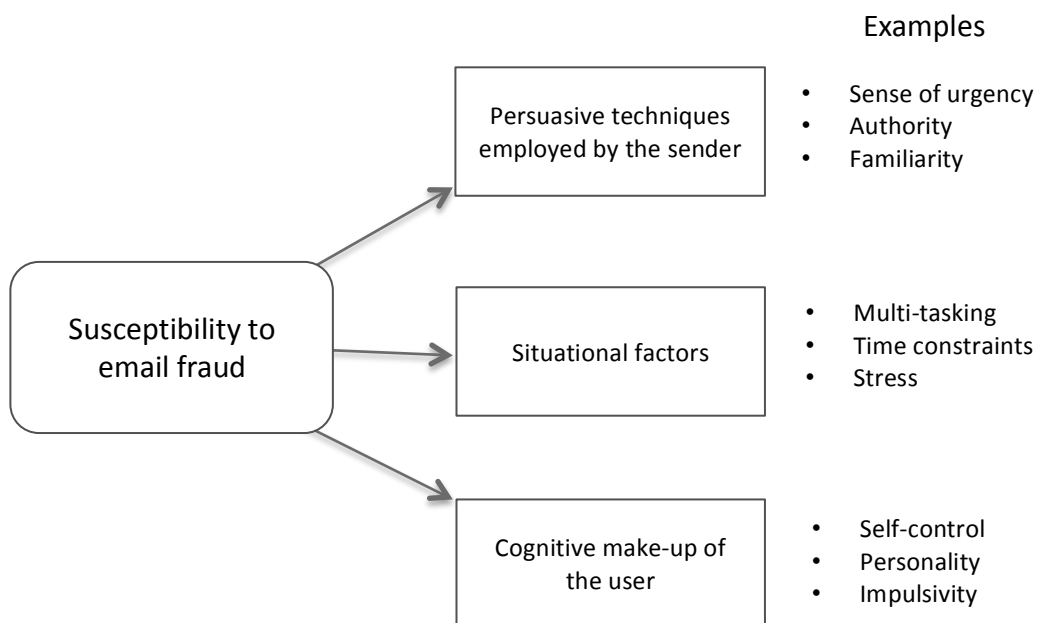 Examples
Persuasive techniques
employed by the sender
• Sense of urgency
• Authority
• Familiarity
Susceptibility to
email fraud
Situational factors
• Multi-tasking
• Time constraints
• Stress
Cognitive make-up of
the user
• Self-control
• Personality
• Impulsivity